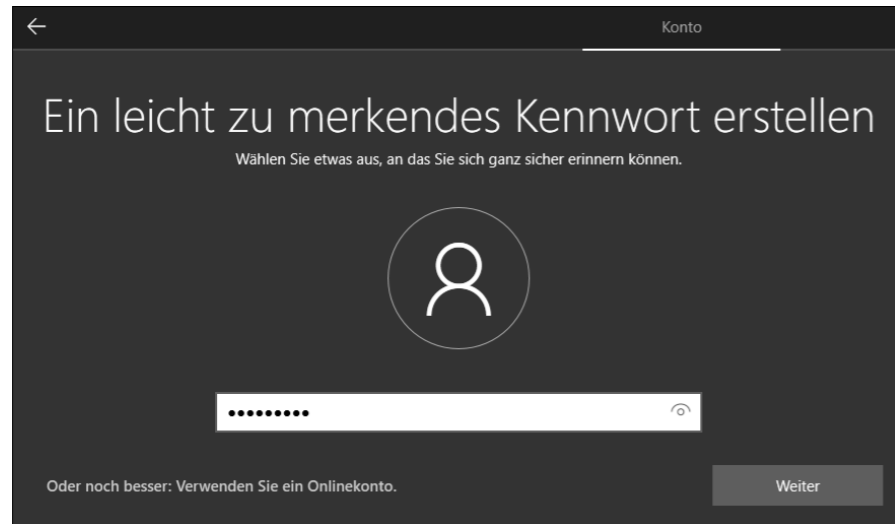 Konto
Ein leicht zu merkendes Kennwort erstellen
Wählen Sie etwas aus, an das Sie sich ganz sicher erinnern können.
•••••••••
Oder noch besser: Verwenden Sie ein Onlinekonto.
Weiter